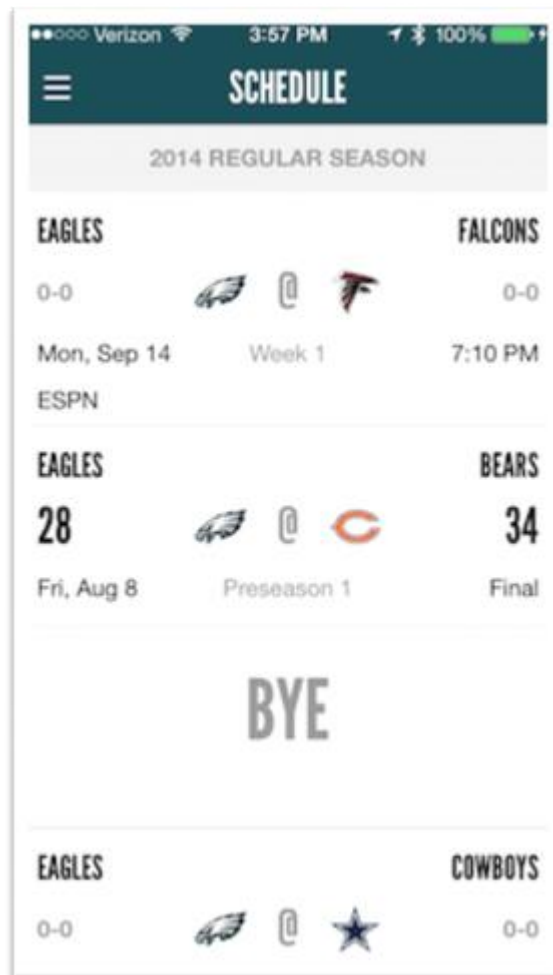 Verizon 3:57 PM 100%
SCHEDULE
2014 REGULAR SEASON
EAGLES FALCONS
0-0 @ 0-0
Mon, Sep 14 Week 1 7:10 PM
ESPN
EAGLES BEARS
28 @ 34
Fri, Aug 8 Preseason 1 Final
BYE
EAGLES COWBOYS
0-0 @ 0-0